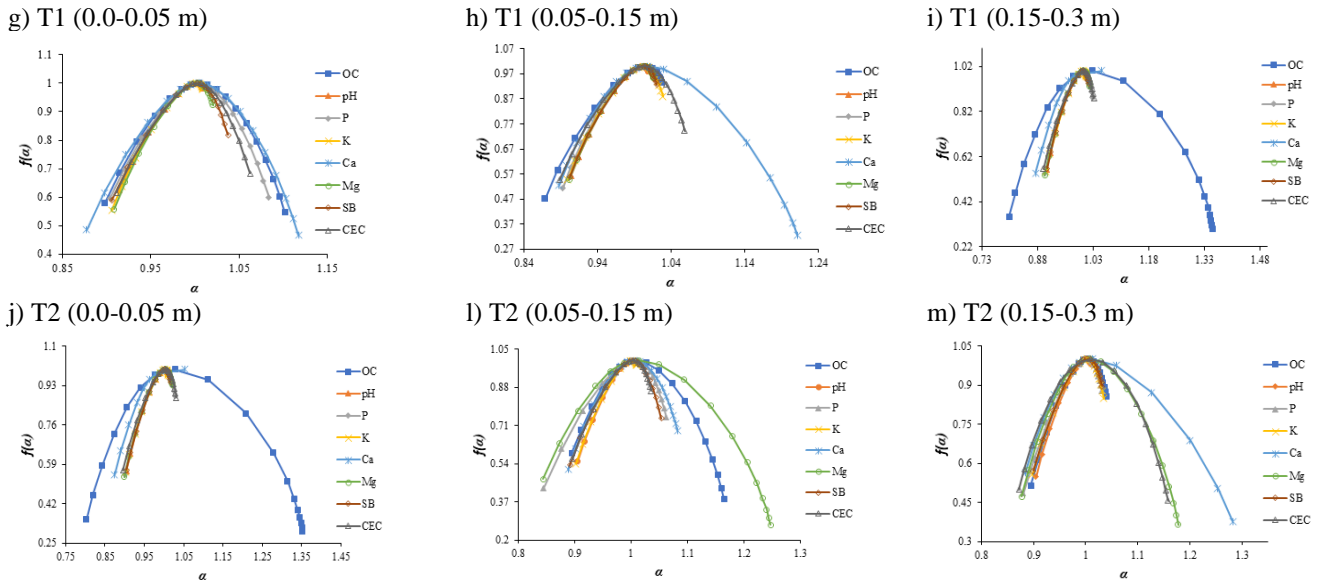 g) T1 (0.0-0.05 m)
h) T1 (0.05-0.15 m)
i) T1 (0.15-0.3 m)
1.1
1
0.9
0.8
0.7
0.6
0.5
0.4
f(α)
0.85 0.95 1.05 1.15
α
OC
pH
P
K
Ca
Mg
SB
CEC
1.07
0.97
0.87
0.77
0.67
0.57
0.47
0.37
0.27
f(α)
0.84 0.94 1.04 1.14 1.24
α
OC
pH
P
K
Ca
Mg
SB
CEC
1.02
0.82
0.62
0.42
0.22
f(α)
0.73 0.88 1.03 1.18 1.33 1.48
α
OC
pH
P
K
Ca
Mg
SB
CEC
j) T2 (0.0-0.05 m)
l) T2 (0.05-0.15 m)
m) T2 (0.15-0.3 m)
1.1
0.93
0.76
0.59
0.42
0.25
f(α)
0.75 0.85 0.95 1.05 1.15 1.25 1.35 1.45
α
OC
pH
P
K
Ca
Mg
SB
CEC
1.05
0.88
0.71
0.54
0.37
0.2
f(α)
0.8 0.9 1 1.1 1.2 1.3
α
OC
pH
P
K
Ca
Mg
SB
CEC
1.05
0.9
0.75
0.6
0.45
0.3
f(α)
0.8 0.9 1 1.1 1.2 1.3
α
OC
pH
P
K
Ca
Mg
SB
CEC